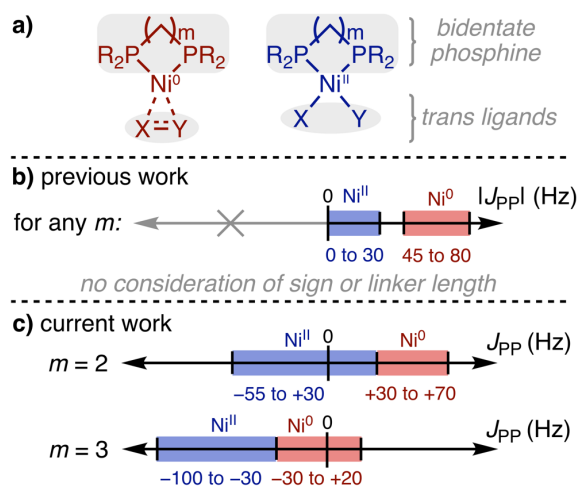 a)
m
m
bidentate
phosphine
R₂P PR₂
R₂P PR₂
Ni⁰
Niᴵᴵ
X=Y
X Y
trans ligands
b) previous work
for any m:
0 Niᴵᴵ Ni⁰ |Jₚₚ| (Hz)
0 to 30 45 to 80
no consideration of sign or linker length
c) current work
m = 2
Niᴵᴵ 0 Ni⁰ Jₚₚ (Hz)
−55 to +30 +30 to +70
m = 3
Niᴵᴵ Ni⁰ 0 Jₚₚ (Hz)
−100 to −30 −30 to +20